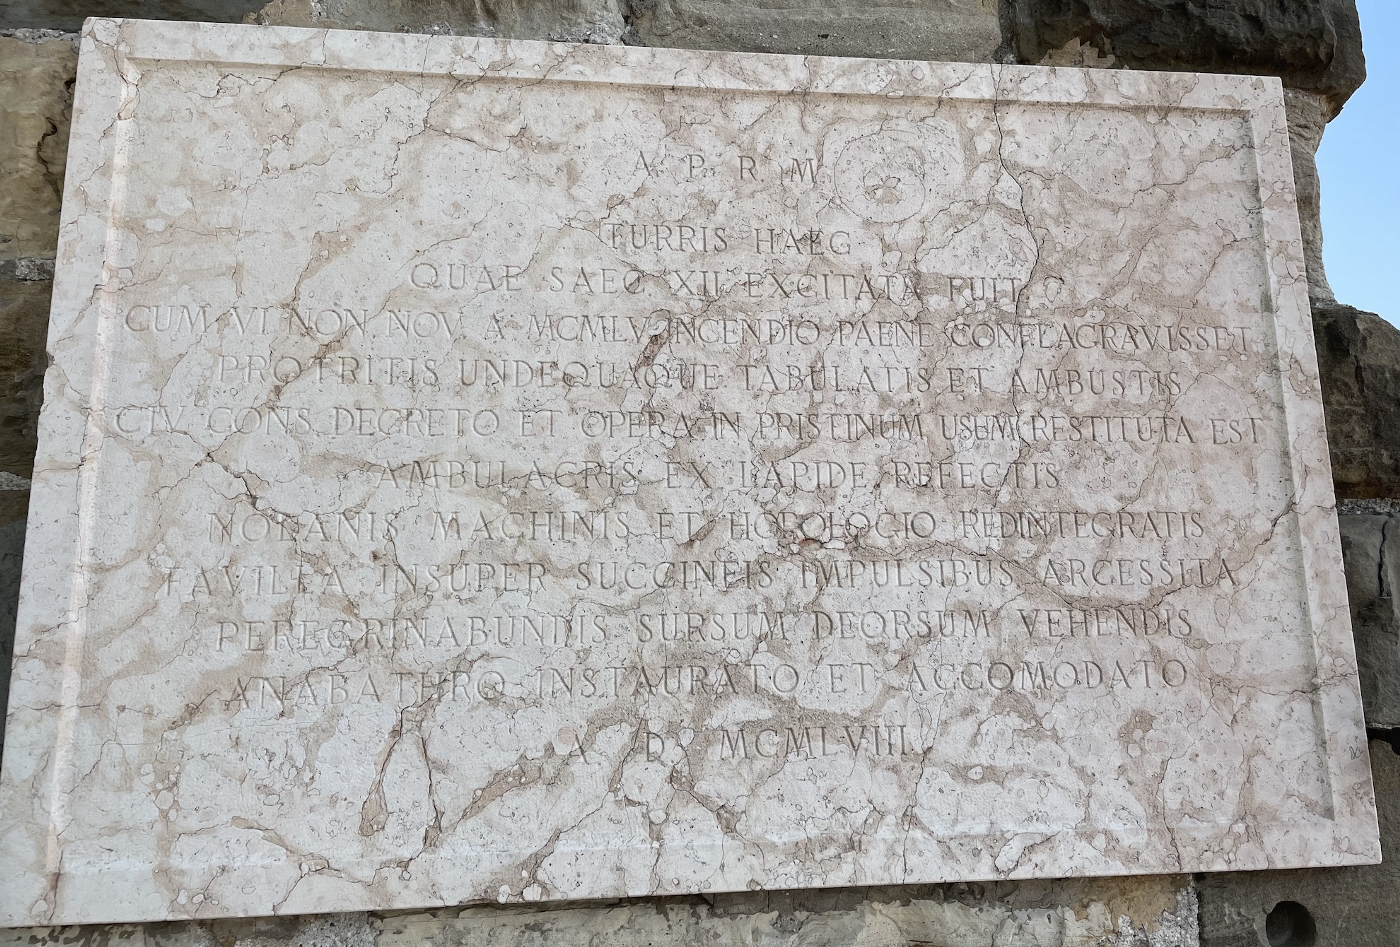 A P R M
TURRIS HAEC
QUAE SAEC XII EXCITATA FUIT
CUM VI NON NOV A MCMLV INCENDIO PAENE CONFLACRAVISSET
PROTRITIS UNDEQUAQUE TABULATIS ET AMBUSTIS
CIV CONS DECRETO ET OPERA IN PRISTINUM USUM RESTITUTA EST
AMBULACRIS EX LAPIDE REFECTIS
NOLANIS MACHINIS ET HOROLOGIO REDINTEGRATIS
FAVILLA INSUPER SUCCINEIS IMPULSIBUS ARCESSITA
PEREGRINABUNDIS SURSUM DEORSUM VEHENDIS
ANABATHRO INSTAURATO ET ACCOMODATO
A D MCMLVIII